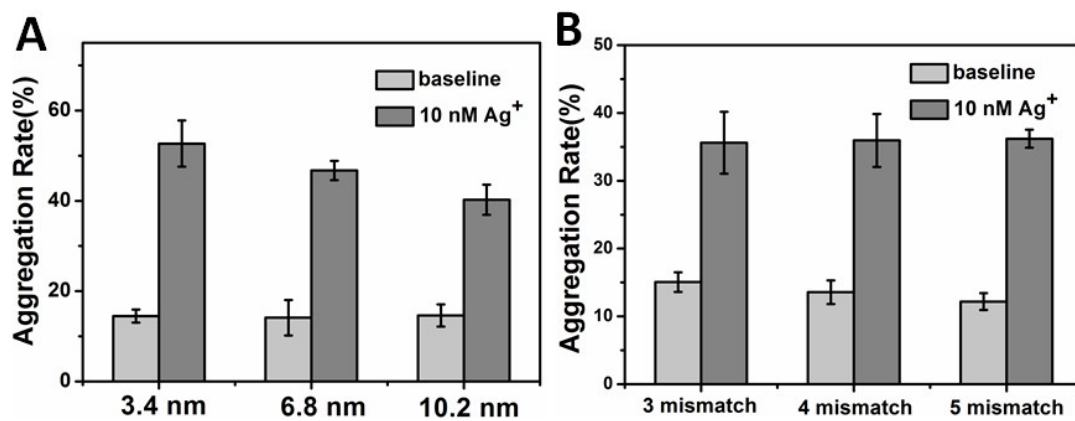 A
Aggregation Rate(%)
60
40
20
0
baseline
10 nM Ag⁺
3.4 nm
6.8 nm
10.2 nm
B
Aggregation Rate(%)
50
40
30
20
10
0
baseline
10 nM Ag⁺
3 mismatch
4 mismatch
5 mismatch